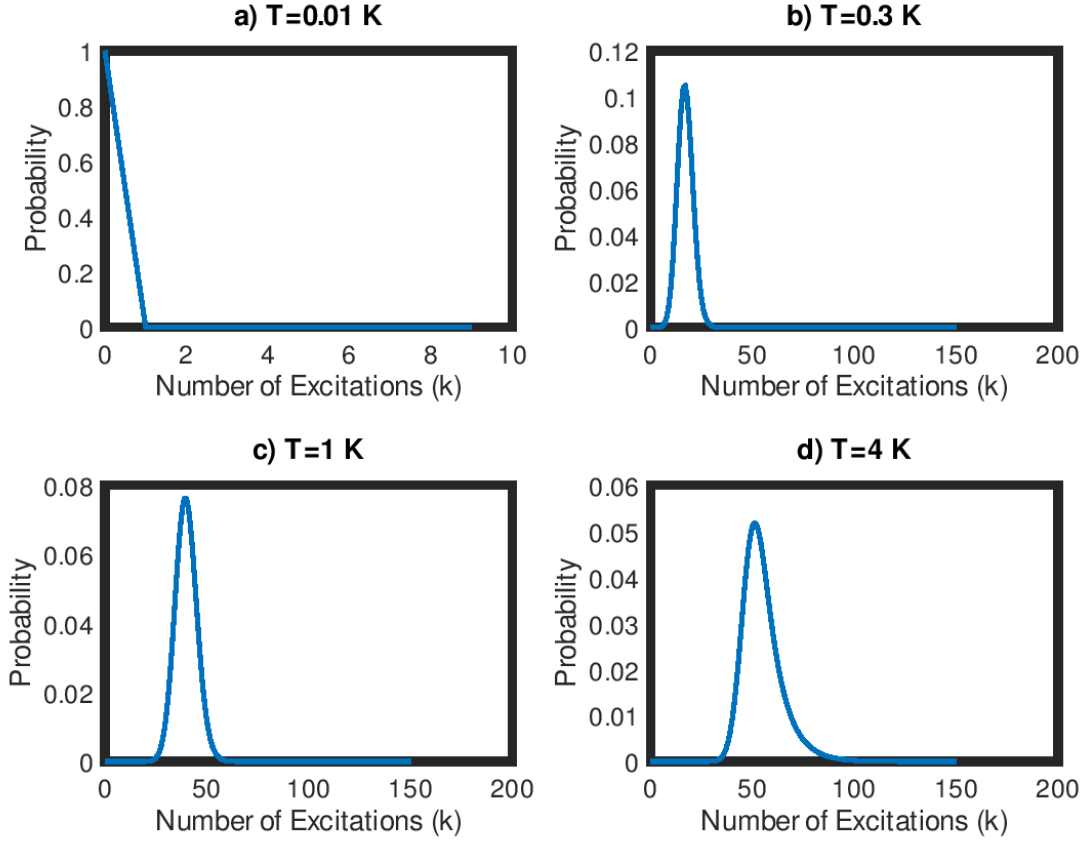 a) T=0.01 K
1
0.8
0.6
0.4
0.2
0
Probability
0 2 4 6 8 10
Number of Excitations (k)
b) T=0.3 K
0.12
0.1
0.08
0.06
0.04
0.02
0
Probability
0 50 100 150 200
Number of Excitations (k)
c) T=1 K
0.08
0.06
0.04
0.02
0
Probability
0 50 100 150 200
Number of Excitations (k)
d) T=4 K
0.06
0.05
0.04
0.03
0.02
0.01
0
Probability
0 50 100 150 200
Number of Excitations (k)